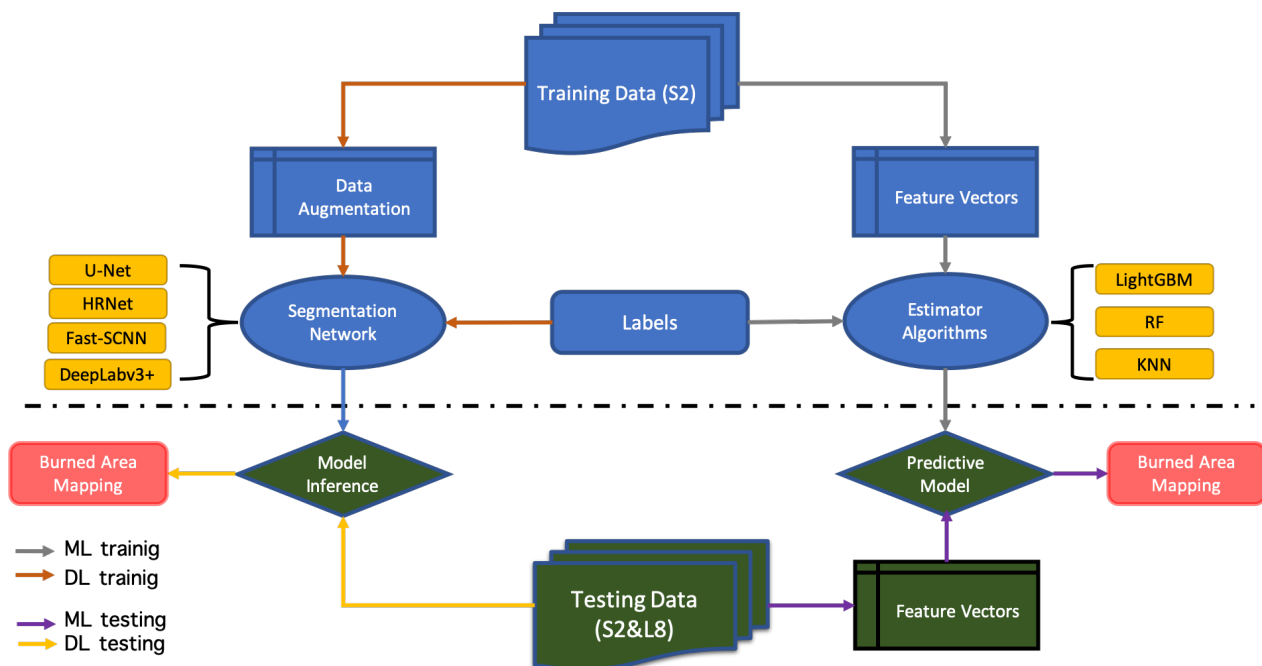 Training Data (S2)
Data
Augmentation
Feature Vectors
U-Net
HRNet
Fast-SCNN
DeepLabv3+
Segmentation
Network
Labels
Estimator
Algorithms
LightGBM
RF
KNN
Burned Area
Mapping
Model
Inference
Predictive
Model
Burned Area
Mapping
ML trainig
DL trainig
ML testing
DL testing
Testing Data
(S2&L8)
Feature Vectors